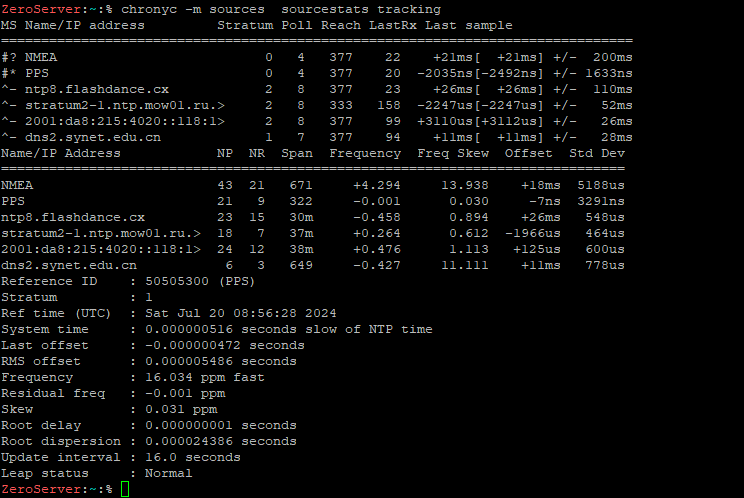 ZeroServer:~:% chronyc -m sources  sourcestats tracking
MS Name/IP address         Stratum Poll Reach LastRx Last sample
===============================================================================
#? NMEA                          0   4   377    22    +21ms[  +21ms] +/-  200ms
#* PPS                           0   4   377    20  -2035ns[-2492ns] +/- 1633ns
^- ntp8.flashdance.cx            2   8   377    23    +26ms[  +26ms] +/-  110ms
^- stratum2-1.ntp.mow01.ru.>     2   8   333   158  -2247us[-2247us] +/-   52ms
^- 2001:da8:215:4020::118:1>     2   8   377    99  +3110us[+3112us] +/-   26ms
^- dns2.synet.edu.cn             1   7   377    94    +11ms[  +11ms] +/-   28ms
Name/IP Address            NP  NR  Span  Frequency  Freq Skew  Offset  Std Dev
==============================================================================
NMEA                       43  21   671     +4.294     13.938    +18ms  5188us
PPS                        21   9   322     -0.001      0.030     -7ns  3291ns
ntp8.flashdance.cx         23  15   30m     -0.458      0.894    +26ms   548us
stratum2-1.ntp.mow01.ru.>  18   7   37m     +0.264      0.612  -1966us   464us
2001:da8:215:4020::118:1>  24  12   38m     +0.476      1.113   +125us   600us
dns2.synet.edu.cn           6   3   649     -0.427     11.111    +11ms   778us
Reference ID    : 50505300 (PPS)
Stratum         : 1
Ref time (UTC)  : Sat Jul 20 08:56:28 2024
System time     : 0.000000516 seconds slow of NTP time
Last offset     : -0.000000472 seconds
RMS offset      : 0.000005486 seconds
Frequency       : 16.034 ppm fast
Residual freq   : -0.001 ppm
Skew            : 0.031 ppm
Root delay      : 0.000000001 seconds
Root dispersion : 0.000024386 seconds
Update interval : 16.0 seconds
Leap status     : Normal
ZeroServer:~:%